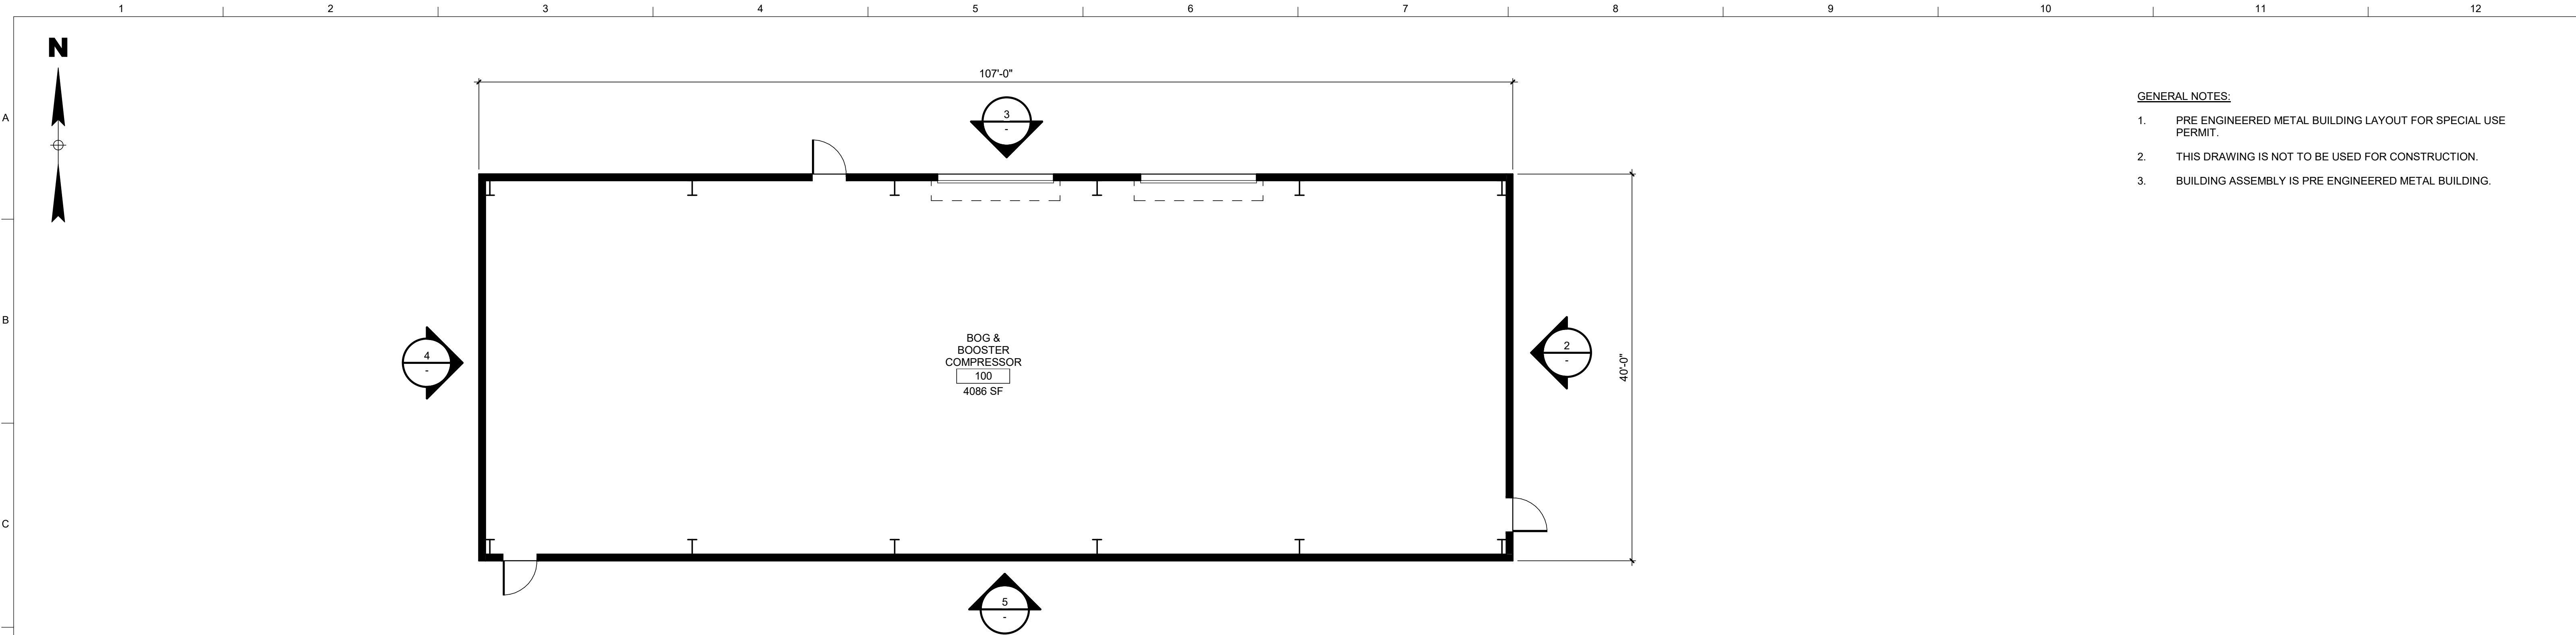 1 2 3 4 5 6 7 8 9 10 11 12
N
A
B
C
107'-0"
3
-
GENERAL NOTES:
1. PRE ENGINEERED METAL BUILDING LAYOUT FOR SPECIAL USE
PERMIT.
2. THIS DRAWING IS NOT TO BE USED FOR CONSTRUCTION.
3. BUILDING ASSEMBLY IS PRE ENGINEERED METAL BUILDING.
4
-
BOG &
BOOSTER
COMPRESSOR
100
4086 SF
2
-
40'-0"
5
-